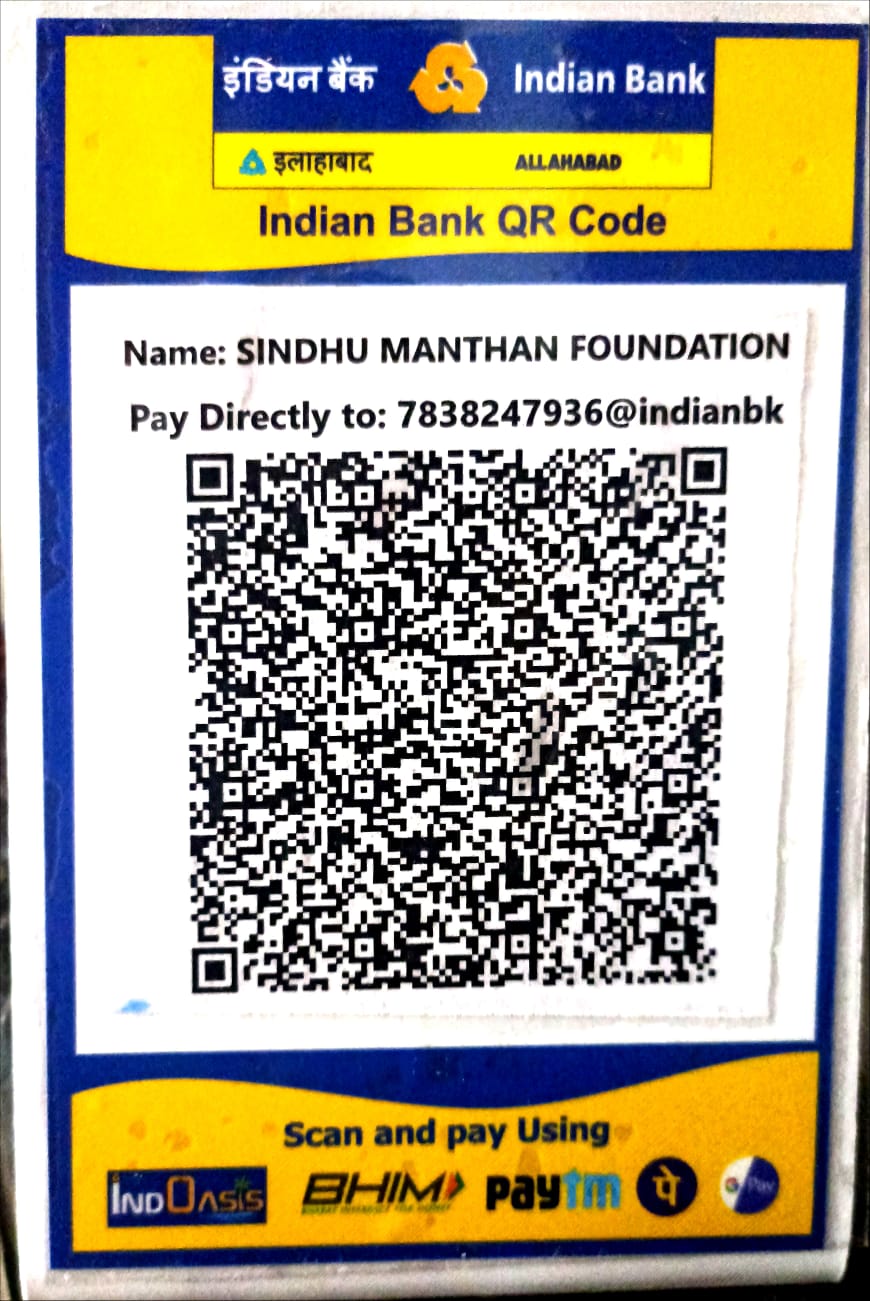 इंडियन बैंक Indian Bank
इलाहाबाद ALLAHABAD
Indian Bank QR Code
Name: SINDHU MANTHAN FOUNDATION
Pay Directly to: 7838247936@indianbk
Scan and pay Using
INDOASIS BHIM paytm पे G Pay